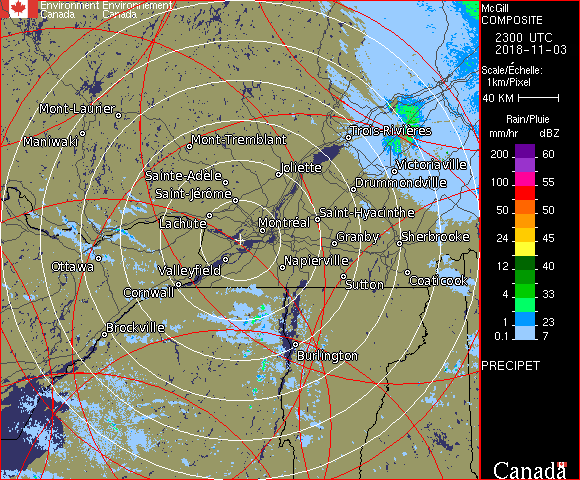 Environment Environnement
Canada Canada
McGill
COMPOSITE
2300 UTC
2018-11-03
Scale/Échelle:
1km/Pixel
40 KM
Rain/Pluie
mm/hr dBZ
200 60
100 55
50 50
24 45
12 40
4 33
1 23
0.1 7
PRECIPET
Canada
Mont-Laurier
Maniwaki
Mont-Tremblant
Trois-Rivières
Sainte-Adèle
Joliette
Victoriaville
Saint-Jérôme
Drummondville
Lachute
Montréal
Saint-Hyacinthe
Granby
Sherbrooke
Ottawa
Valleyfield
Napierville
Cornwall
Sutton
Coaticook
Brockville
Burlington